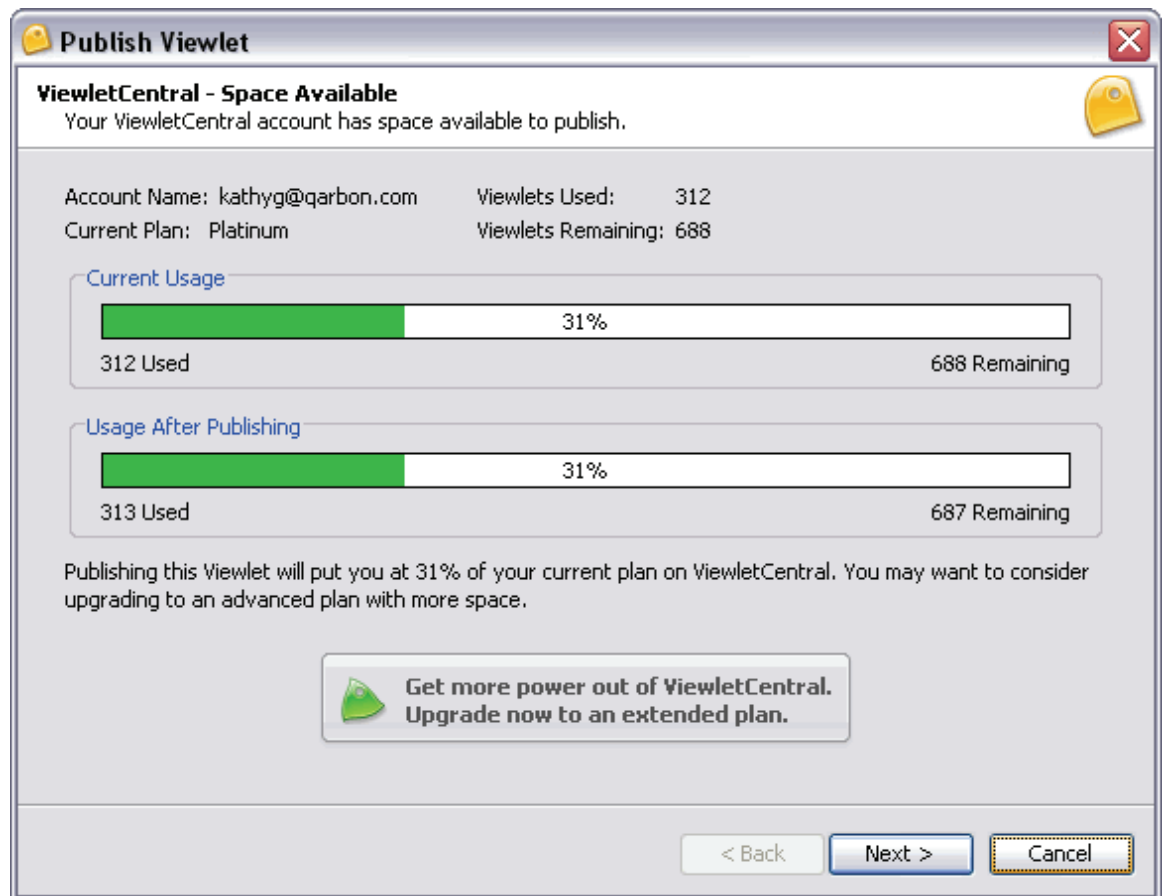 Publish Viewlet
ViewletCentral - Space Available
Your ViewletCentral account has space available to publish.
Account Name: kathyg@qarbon.com Viewlets Used: 312
Current Plan: Platinum Viewlets Remaining: 688
Current Usage
31%
312 Used 688 Remaining
Usage After Publishing
31%
313 Used 687 Remaining
Publishing this Viewlet will put you at 31% of your current plan on ViewletCentral. You may want to consider
upgrading to an advanced plan with more space.
Get more power out of ViewletCentral.
Upgrade now to an extended plan.
< Back Next > Cancel